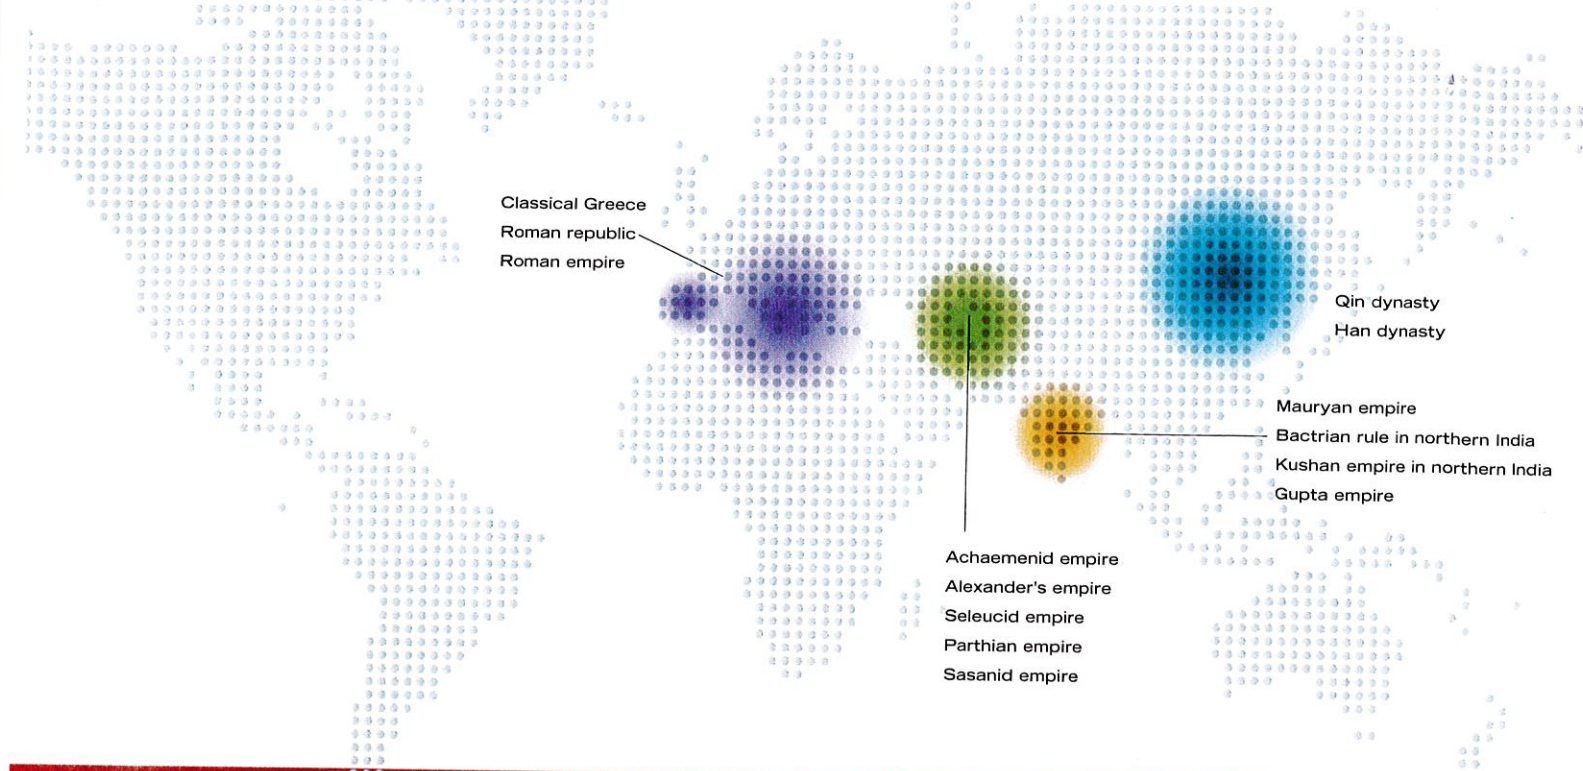 Classical Greece
Roman republic
Roman empire
Qin dynasty
Han dynasty
Mauryan empire
Bactrian rule in northern India
Kushan empire in northern India
Gupta empire
Achaemenid empire
Alexander's empire
Seleucid empire
Parthian empire
Sasanid empire